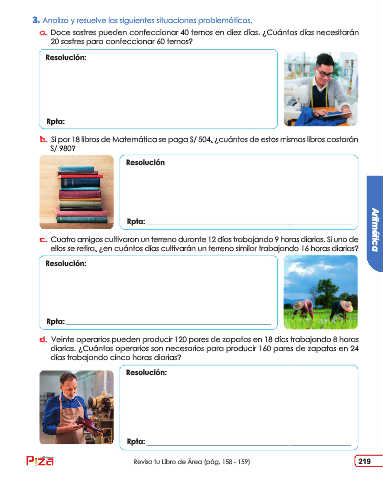 3. Analiza y resuelve las siguientes situaciones problemáticas.
a. Doce sastres pueden confeccionar 40 ternos en diez días. ¿Cuántos días necesitarán
20 sastres para confeccionar 60 ternos?
Resolución:
Rpta:
b. Si por 18 libros de Matemática se paga S/ 504, ¿cuántos de estos mismos libros costarán
S/ 980?
Resolución
Rpta:
c. Cuatro amigos cultivaron un terreno durante 12 días trabajando 9 horas diarias. Si uno de
ellos se retira, ¿en cuántos días cultivarán un terreno similar trabajando 16 horas diarias?
Resolución:
Rpta:
Aritmética
d. Veinte operarios pueden producir 120 pares de zapatos en 18 días trabajando 8 horas
diarias. ¿Cuántos operarios son necesarios para producir 160 pares de zapatos en 24
días trabajando cinco horas diarias?
Resolución:
Rpta:
Pizá
Revisa tu Libro de Área (pág. 158 - 159)
219